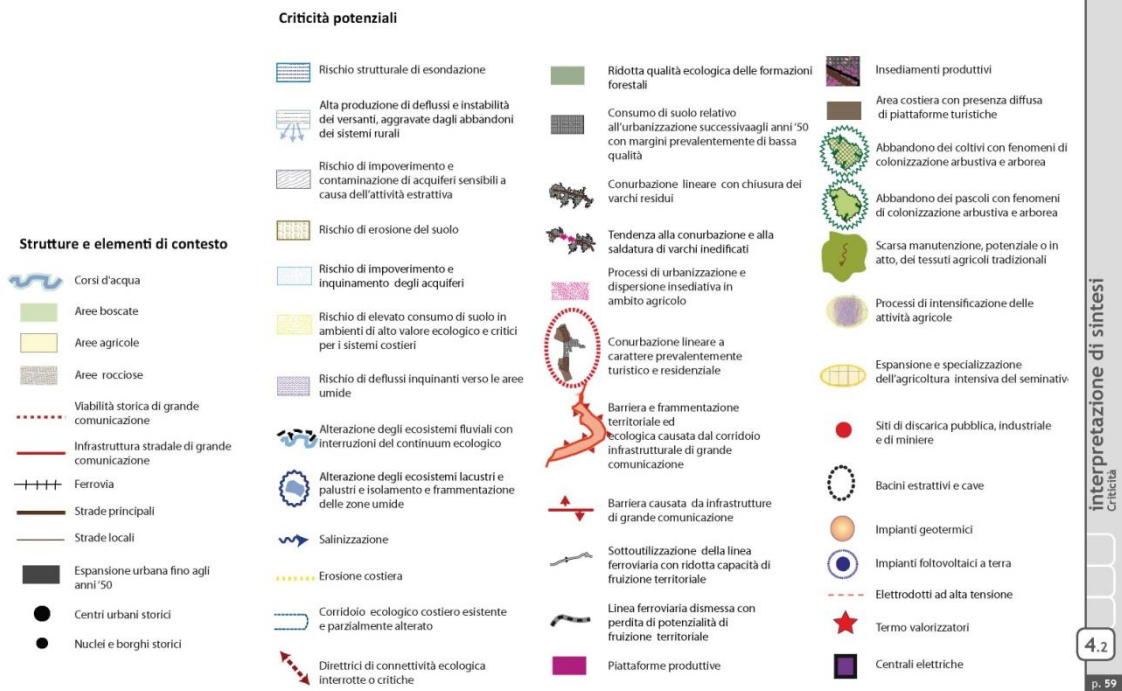 Criticità potenziali
Strutture e elementi di contesto
Corsi d'acqua
Aree boscate
Aree agricole
Aree rocciose
Viabilità storica di grande
comunicazione
Infrastruttura stradale di grande
comunicazione
Ferrovia
Strade principali
Strade locali
Espansione urbana fino agli
anni '50
Centri urbani storici
Nuclei e borghi storici
Rischio strutturale di esondazione
Alta produzione di deflussi e instabilità
dei versanti, aggravate dagli abbandoni
dei sistemi rurali
Rischio di impoverimento e
contaminazione di acquiferi sensibili a
causa dell'attività estrattiva
Rischio di erosione del suolo
Rischio di impoverimento e
inquinamento degli acquiferi
Rischio di elevato consumo di suolo in
ambienti di alto valore ecologico e critici
per i sistemi costieri
Rischio di deflussi inquinanti verso le aree
umide
Alterazione degli ecosistemi fluviali con
interruzioni del continuum ecologico
Alterazione degli ecosistemi lacustri e
palustri e isolamento e frammentazione
delle zone umide
Salinizzazione
Erosione costiera
Corridoio ecologico costiero esistente
e parzialmente alterato
Direttrici di connettività ecologica
interrotte o critiche
Ridotta qualità ecologica delle formazioni
forestali
Consumo di suolo relativo
all'urbanizzazione successivaagli anni '50
con margini prevalentemente di bassa
qualità
Conurbazione lineare con chiusura dei
varchi residui
Tendenza alla conurbazione e alla
saldatura di varchi inedificati
Processi di urbanizzazione e
dispersione insediativa in
ambito agricolo
Conurbazione lineare a
carattere prevalentemente
turistico e residenziale
Barriera e frammentazione
territoriale ed
ecologica causata dal corridoio
infrastrutturale di grande
comunicazione
Barriera causata da infrastrutture
di grande comunicazione
Sottoutilizzazione della linea
ferroviaria con ridotta capacità di
fruizione territoriale
Linea ferroviaria dismessa con
perdita di potenzialità di
fruizione territoriale
Piattaforme produttive
Insediamenti produttivi
Area costiera con presenza diffusa
di piattaforme turistiche
Abbandono dei coltivi con fenomeni di
colonizzazione arbustiva e arborea
Abbandono dei pascoli con fenomeni
di colonizzazione arbustiva e arborea
Scarsa manutenzione, potenziale o in
atto, dei tessuti agricoli tradizionali
Processi di intensificazione delle
attività agricole
Espansione e specializzazione
dell'agricoltura intensiva del seminativo
Siti di discarica pubblica, industriale
e di miniere
Bacini estrattivi e cave
Impianti geotermici
Impianti foltovoltaici a terra
Elettrodotti ad alta tensione
Termo valorizzatori
Centrali elettriche
interpretazione di sintesi
Criticità
4.2
p. 59